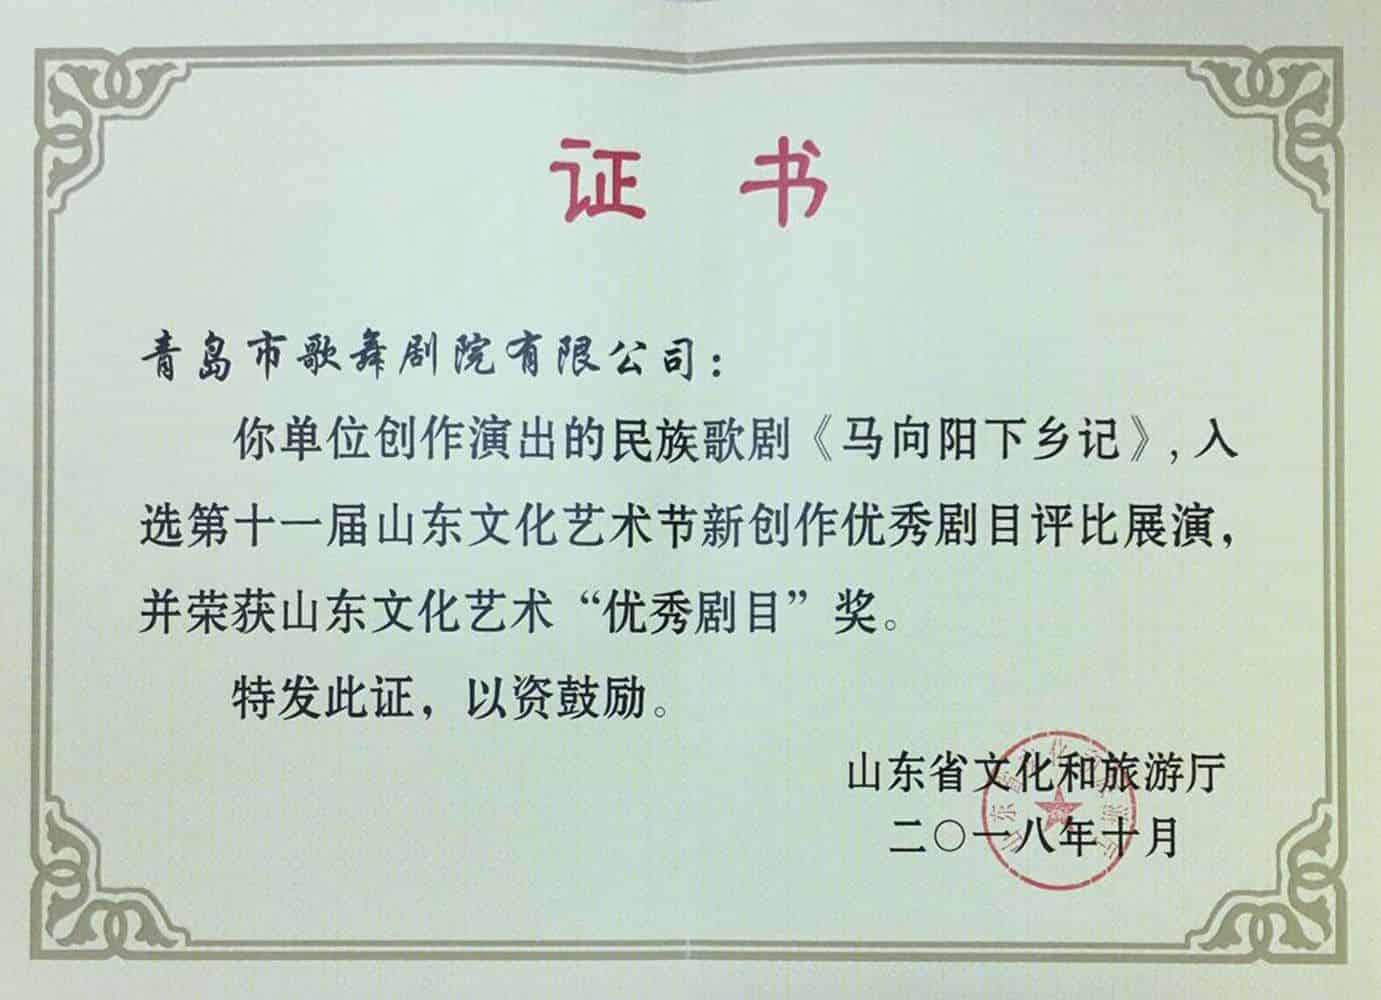 证书
青岛市歌舞剧院有限公司：
你单位创作演出的民族歌剧《马向阳下乡记》,入
选第十一届山东文化艺术节新创作优秀剧目评比展演，
并荣获山东文化艺术“优秀剧目”奖。
特发此证，以资鼓励。
山东省文化和旅游厅
二〇一八年十月